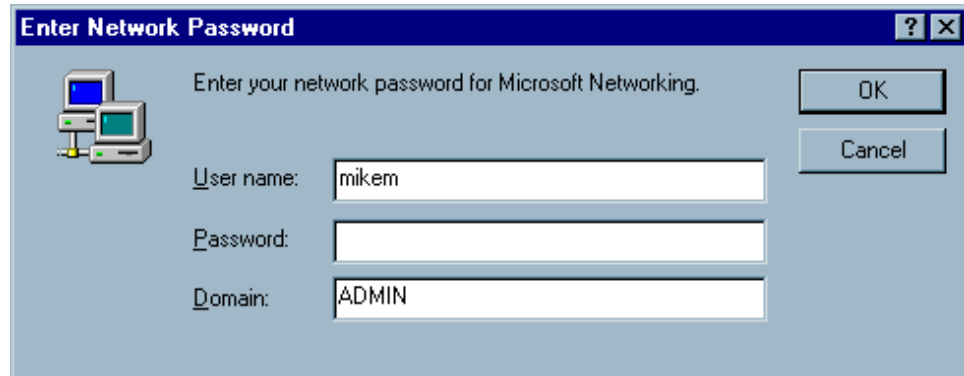 Enter Network Password
?
Enter your network password for Microsoft Networking.
OK
Cancel
User name: mikem
Password:
Domain: ADMIN